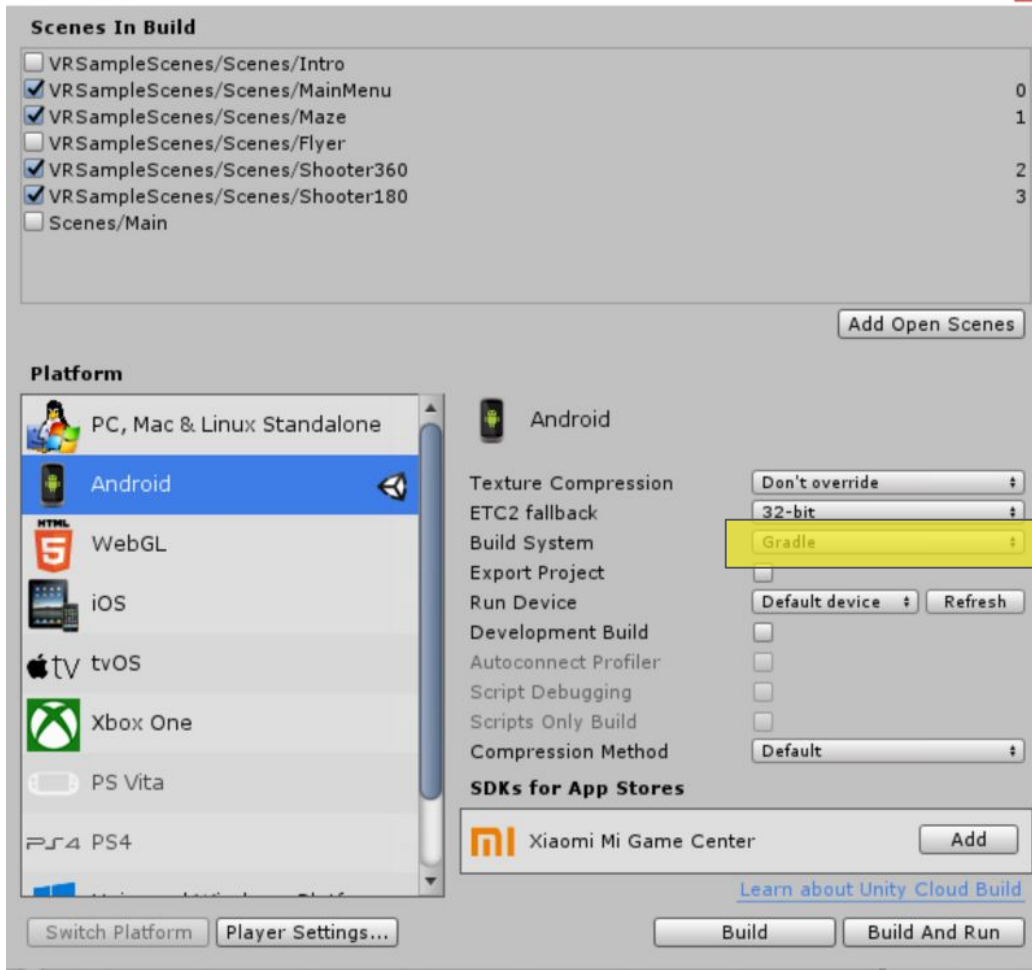 Scenes In Build
VRSampleScenes/Scenes/Intro
VRSampleScenes/Scenes/MainMenu 0
VRSampleScenes/Scenes/Maze 1
VRSampleScenes/Scenes/Flyer
VRSampleScenes/Scenes/Shooter360 2
VRSampleScenes/Scenes/Shooter180 3
Scenes/Main
Add Open Scenes
Platform
PC, Mac & Linux Standalone
Android
HTML
5
WebGL
iOS
tv tvOS
Xbox One
PS Vita
PS4 PS4
Android
Texture Compression Don't override
ETC2 fallback 32-bit
Build System Gradle
Export Project
Run Device Default device Refresh
Development Build
Autoconnect Profiler
Script Debugging
Scripts Only Build
Compression Method Default
SDKs for App Stores
MI Xiaomi Mi Game Center Add
Learn about Unity Cloud Build
Switch Platform Player Settings... Build Build And Run